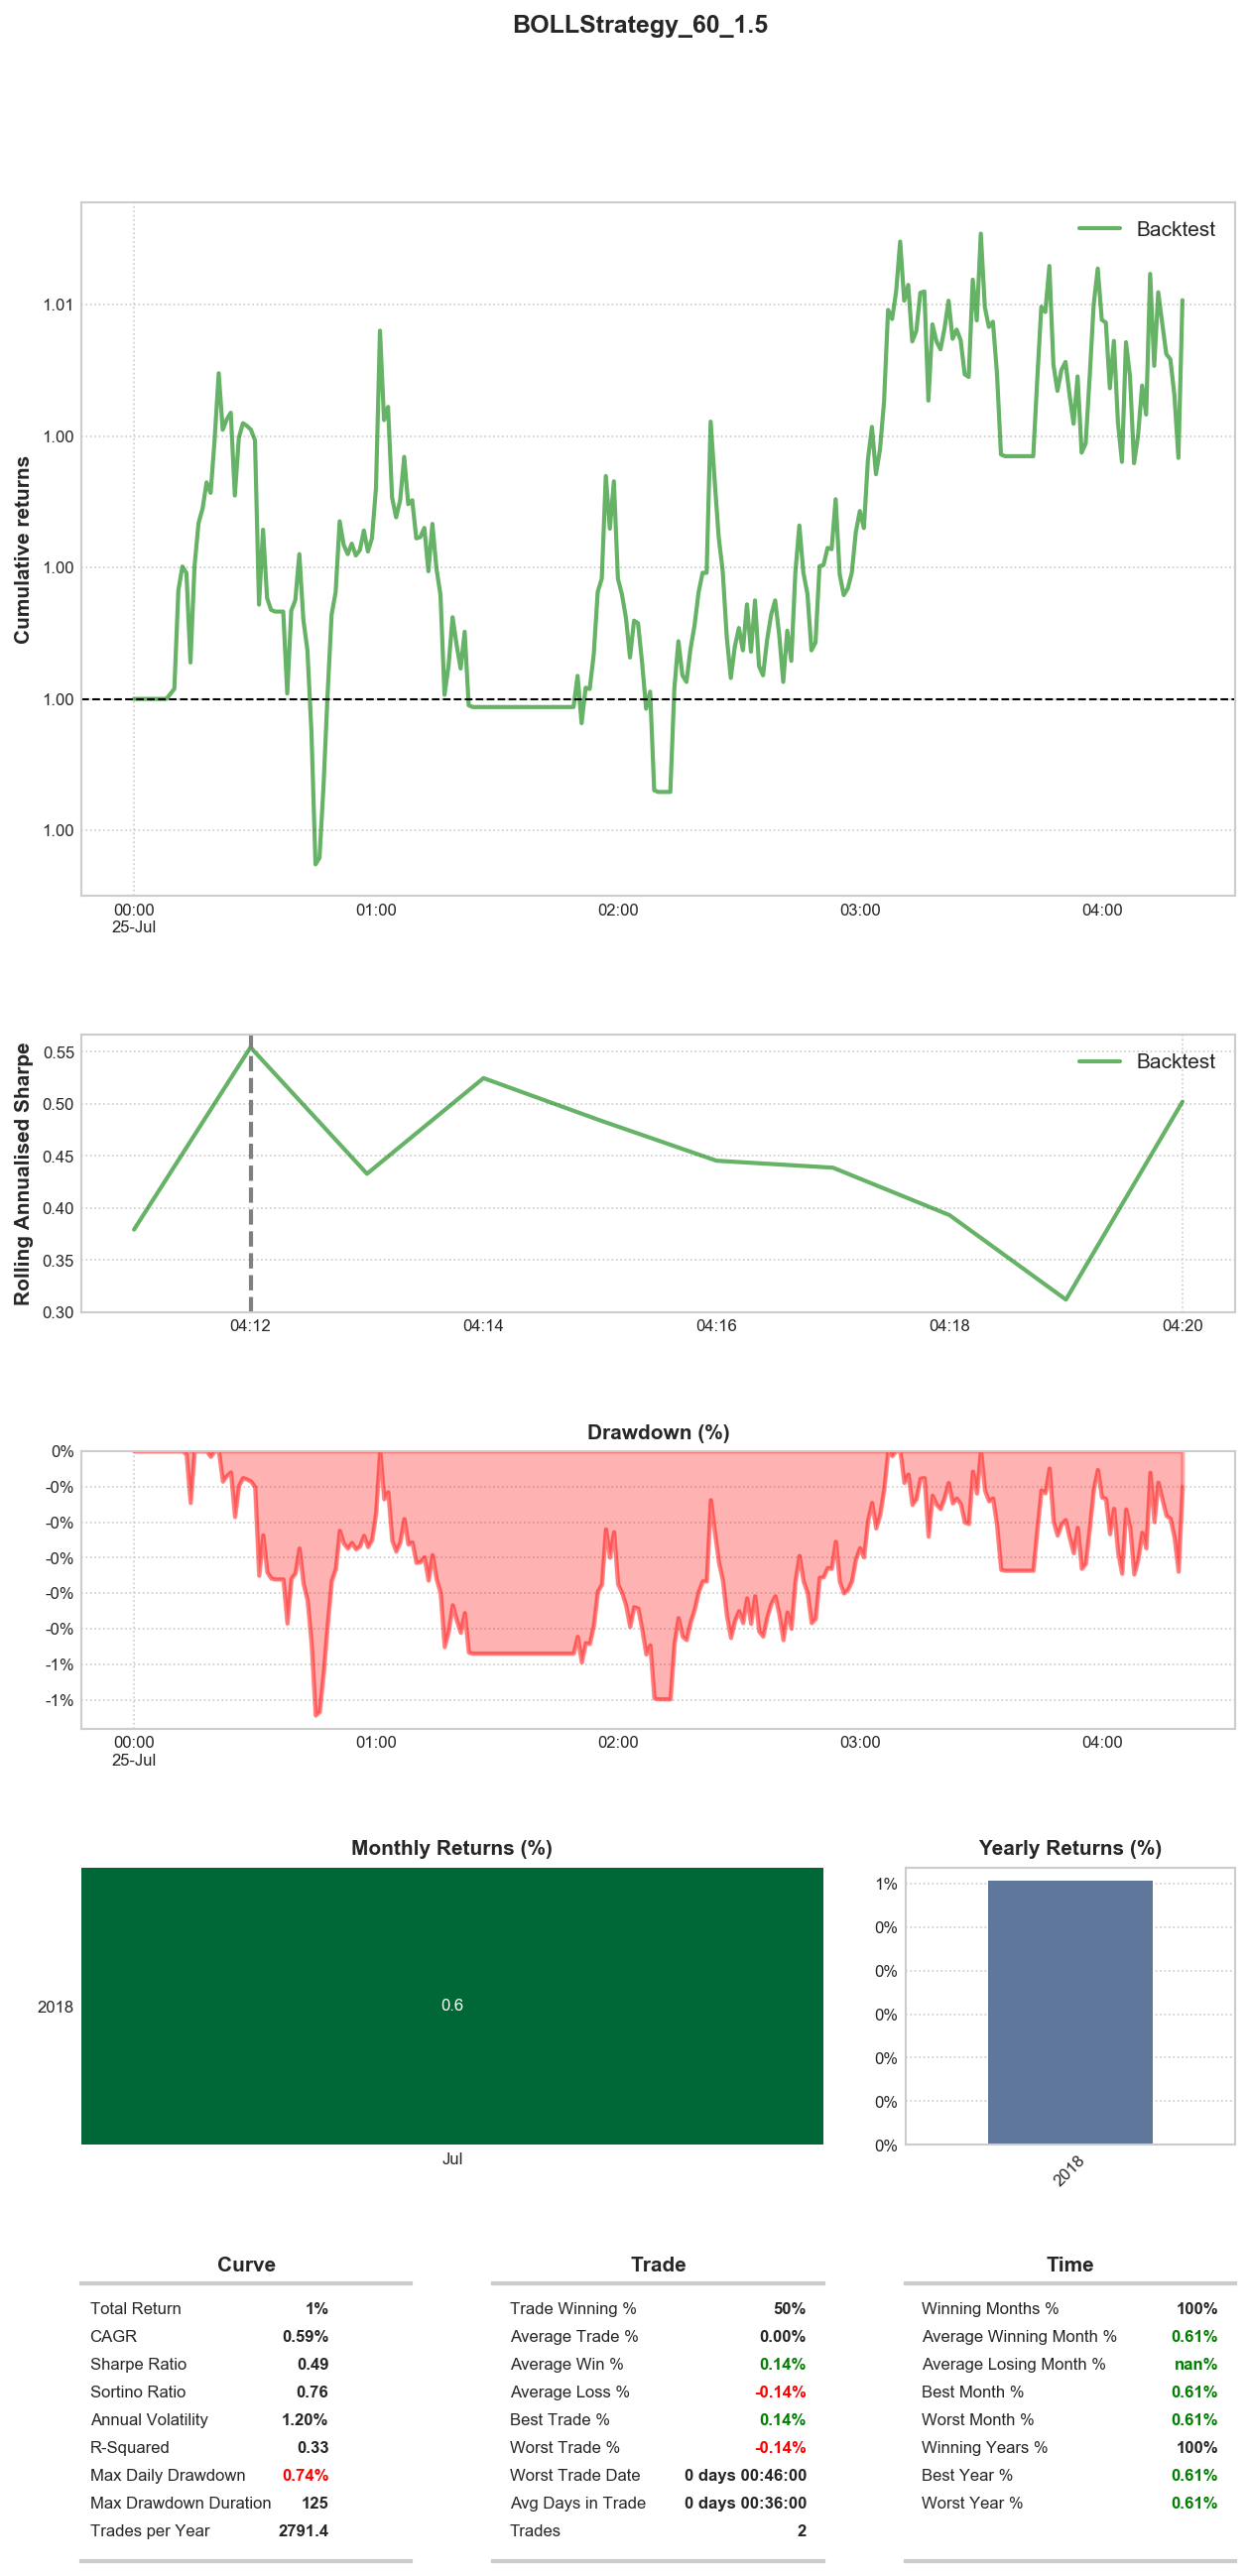 BOLLStrategy_60_1.5
Cumulative returns
Backtest
1.01
1.00
1.00
1.00
1.00
00:00 01:00 02:00 03:00 04:00
25-Jul
Rolling Annualised Sharpe
Backtest
0.55
0.50
0.45
0.40
0.35
0.30
04:12 04:14 04:16 04:18 04:20
Drawdown (%)
0%
-0%
-0%
-0%
-0%
-0%
-1%
-1%
00:00 01:00 02:00 03:00 04:00
25-Jul
Monthly Returns (%)
2018
0.6
Jul
Yearly Returns (%)
1%
0%
0%
0%
0%
0%
0%
2018
Curve
Total Return 1%
CAGR 0.59%
Sharpe Ratio 0.49
Sortino Ratio 0.76
Annual Volatility 1.20%
R-Squared 0.33
Max Daily Drawdown 0.74%
Max Drawdown Duration 125
Trades per Year 2791.4
Trade
Trade Winning % 50%
Average Trade % 0.00%
Average Win % 0.14%
Average Loss % -0.14%
Best Trade % 0.14%
Worst Trade % -0.14%
Worst Trade Date 0 days 00:46:00
Avg Days in Trade 0 days 00:36:00
Trades 2
Time
Winning Months % 100%
Average Winning Month % 0.61%
Average Losing Month % nan%
Best Month % 0.61%
Worst Month % 0.61%
Winning Years % 100%
Best Year % 0.61%
Worst Year % 0.61%